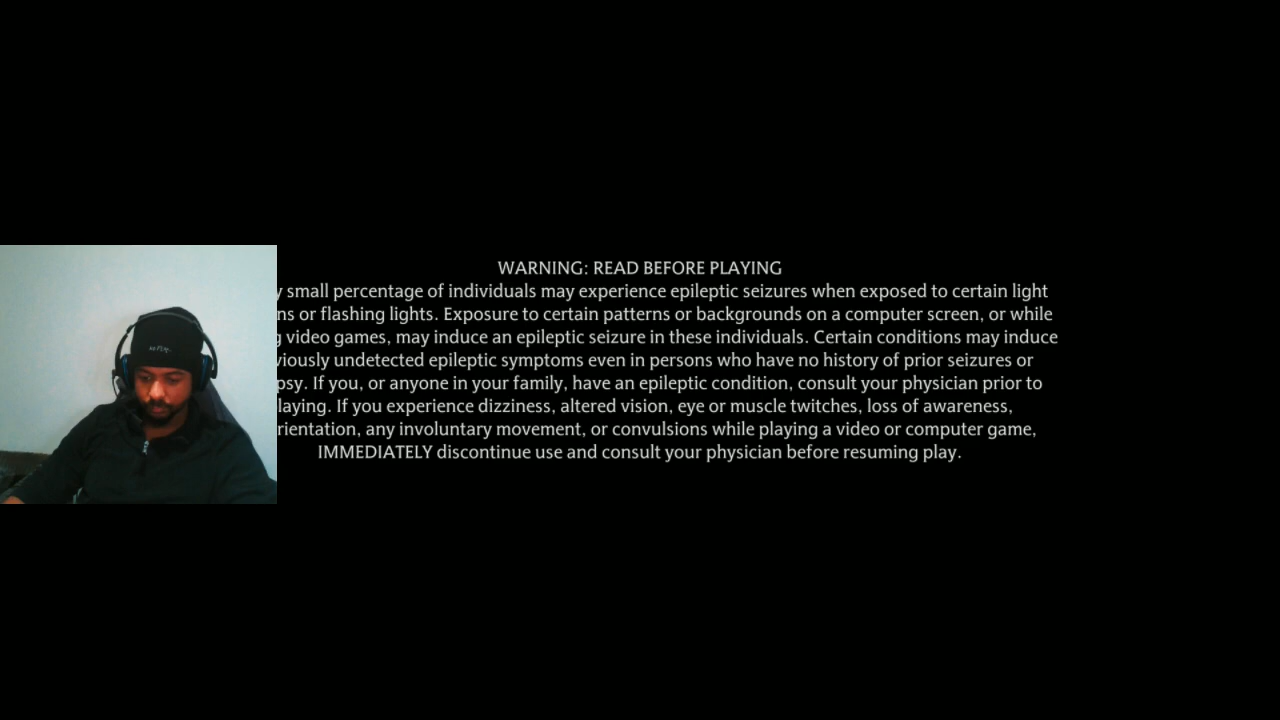 WARNING: READ BEFORE PLAYING
small percentage of individuals may experience epileptic seizures when exposed to certain light
or flashing lights. Exposure to certain patterns or backgrounds on a computer screen, or while
video games, may induce an epileptic seizure in these individuals. Certain conditions may induce
undetected epileptic symptoms even in persons who have no history of prior seizures or
If you, or anyone in your family, have an epileptic condition, consult your physician prior to
If you experience dizziness, altered vision, eye or muscle twitches, loss of awareness,
any involuntary movement, or convulsions while playing a video or computer game,
IMMEDIATELY discontinue use and consult your physician before resuming play.